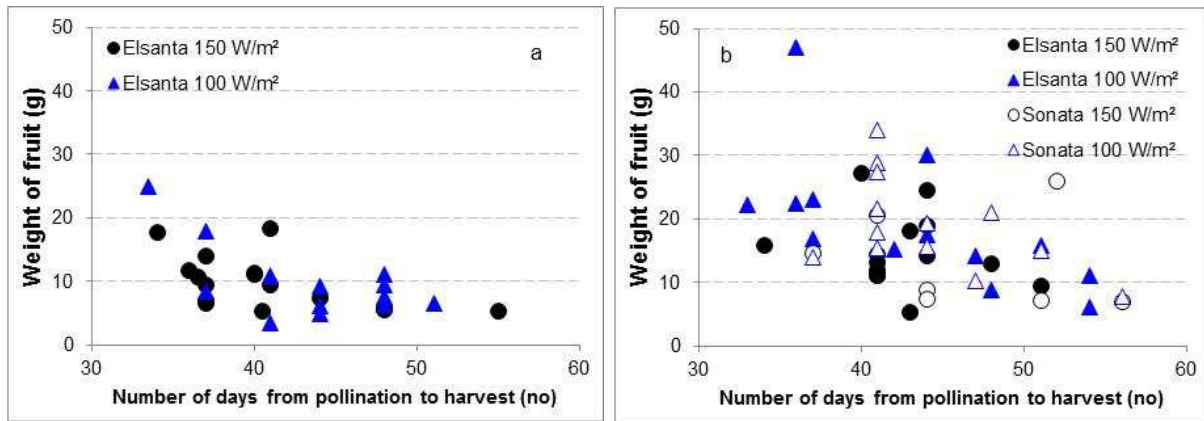 50
40
30
20
10
0
Weight of fruit (g)
Elsanta 150 W/m²
Elsanta 100 W/m²
a
30 40 50 60
Number of days from pollination to harvest (no)
50
40
30
20
10
0
Weight of fruit (g)
b
Elsanta 150 W/m²
Elsanta 100 W/m²
Sonata 150 W/m²
Sonata 100 W/m²
30 40 50 60
Number of days from pollination to harvest (no)